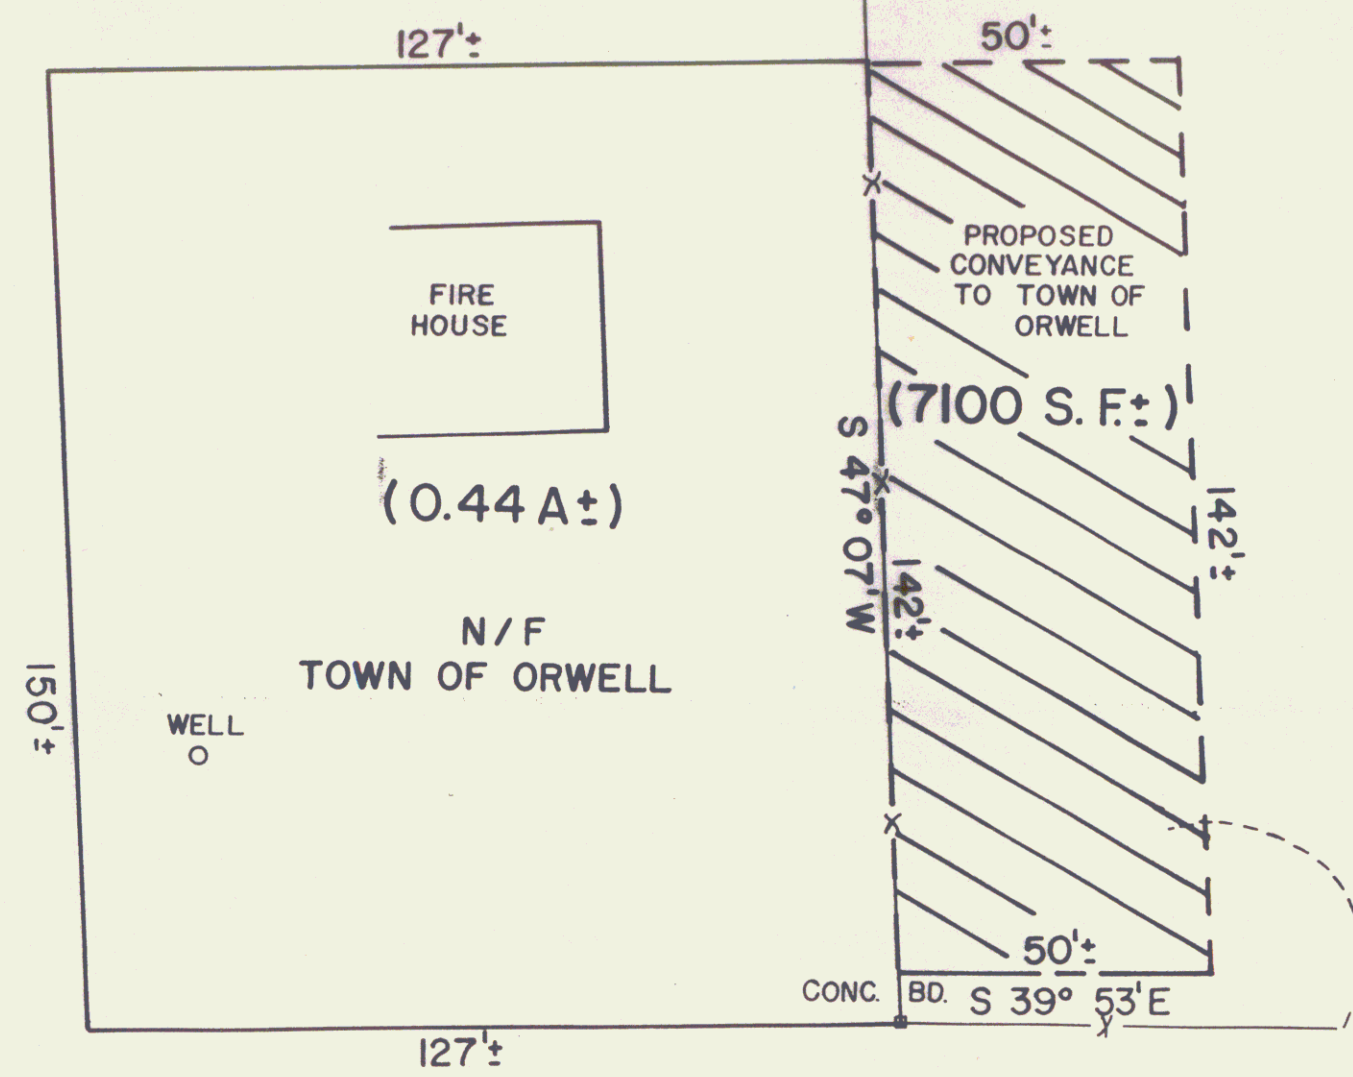 127'±
50'±
FIRE
HOUSE
PROPOSED
CONVEYANCE
TO TOWN OF
ORWELL
(7100 S.F.±)
(0.44 A±)
S 47° 07' W
142'±
142'±
N/F
TOWN OF ORWELL
150'±
WELL
50'±
CONC. BD.
S 39° 53' E
127'±